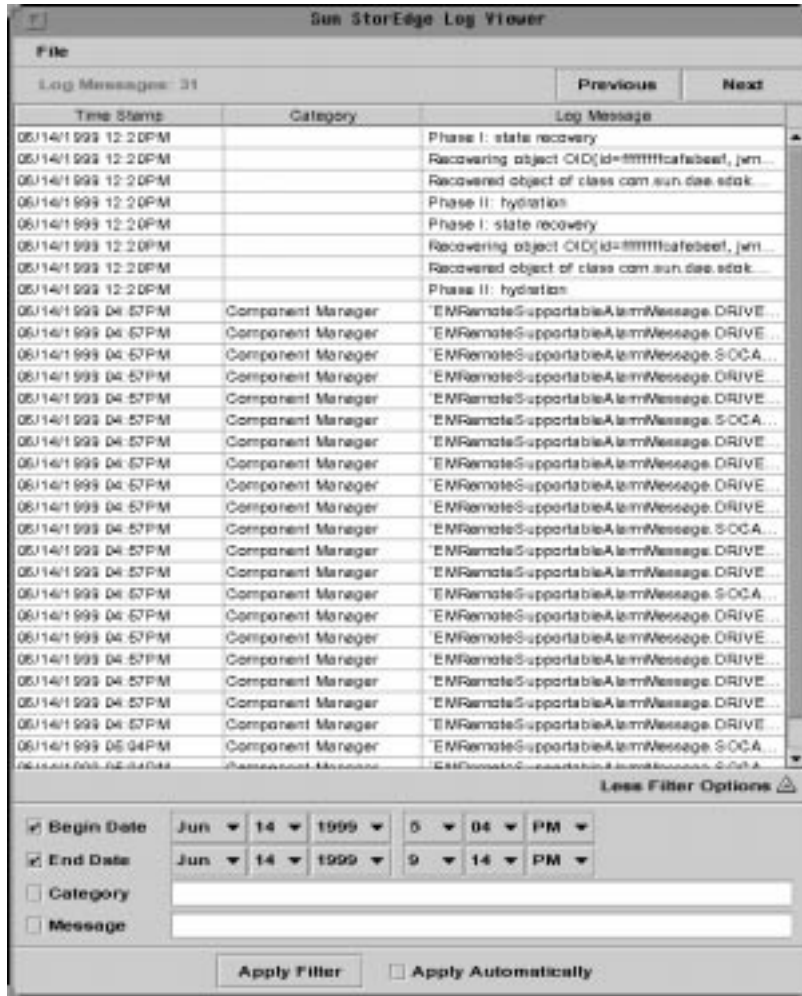 Sun StorEdge Log Viewer
File
Log Messages: 31
Previous Next
Time Stamp Category Log Message
06/14/1999 12:20PM Phase I: state recovery
06/14/1999 12:20PM Recovering object OID[id=ffffffffcafebeef, jvm...
06/14/1999 12:20PM Recovered object of class com.sun.dae.sdok....
06/14/1999 12:20PM Phase II: hydration
06/14/1999 12:20PM Phase I: state recovery
06/14/1999 12:20PM Recovering object OID[id=ffffffffcafebeef, jvm...
06/14/1999 12:20PM Recovered object of class com.sun.dae.sdok....
06/14/1999 12:20PM Phase II: hydration
06/14/1999 04:57PM Component Manager `EMRemoteSupportableAlarmMessage.DRIVE...
06/14/1999 04:57PM Component Manager `EMRemoteSupportableAlarmMessage.DRIVE...
06/14/1999 04:57PM Component Manager `EMRemoteSupportableAlarmMessage.SOCA...
06/14/1999 04:57PM Component Manager `EMRemoteSupportableAlarmMessage.DRIVE...
06/14/1999 04:57PM Component Manager `EMRemoteSupportableAlarmMessage.DRIVE...
06/14/1999 04:57PM Component Manager `EMRemoteSupportableAlarmMessage.SOCA...
06/14/1999 04:57PM Component Manager `EMRemoteSupportableAlarmMessage.DRIVE...
06/14/1999 04:57PM Component Manager `EMRemoteSupportableAlarmMessage.DRIVE...
06/14/1999 04:57PM Component Manager `EMRemoteSupportableAlarmMessage.DRIVE...
06/14/1999 04:57PM Component Manager `EMRemoteSupportableAlarmMessage.SOCA...
06/14/1999 04:57PM Component Manager `EMRemoteSupportableAlarmMessage.DRIVE...
06/14/1999 04:57PM Component Manager `EMRemoteSupportableAlarmMessage.DRIVE...
06/14/1999 04:57PM Component Manager `EMRemoteSupportableAlarmMessage.SOCA...
06/14/1999 04:57PM Component Manager `EMRemoteSupportableAlarmMessage.DRIVE...
06/14/1999 04:57PM Component Manager `EMRemoteSupportableAlarmMessage.DRIVE...
06/14/1999 04:57PM Component Manager `EMRemoteSupportableAlarmMessage.DRIVE...
06/14/1999 04:57PM Component Manager `EMRemoteSupportableAlarmMessage.DRIVE...
06/14/1999 04:57PM Component Manager `EMRemoteSupportableAlarmMessage.DRIVE...
06/14/1999 04:57PM Component Manager `EMRemoteSupportableAlarmMessage.DRIVE...
06/14/1999 05:04PM Component Manager `EMRemoteSupportableAlarmMessage.SOCA...
Less Filter Options
Begin Date Jun 14 1999 5 04 PM
End Date Jun 14 1999 9 14 PM
Category
Message
Apply Filter Apply Automatically